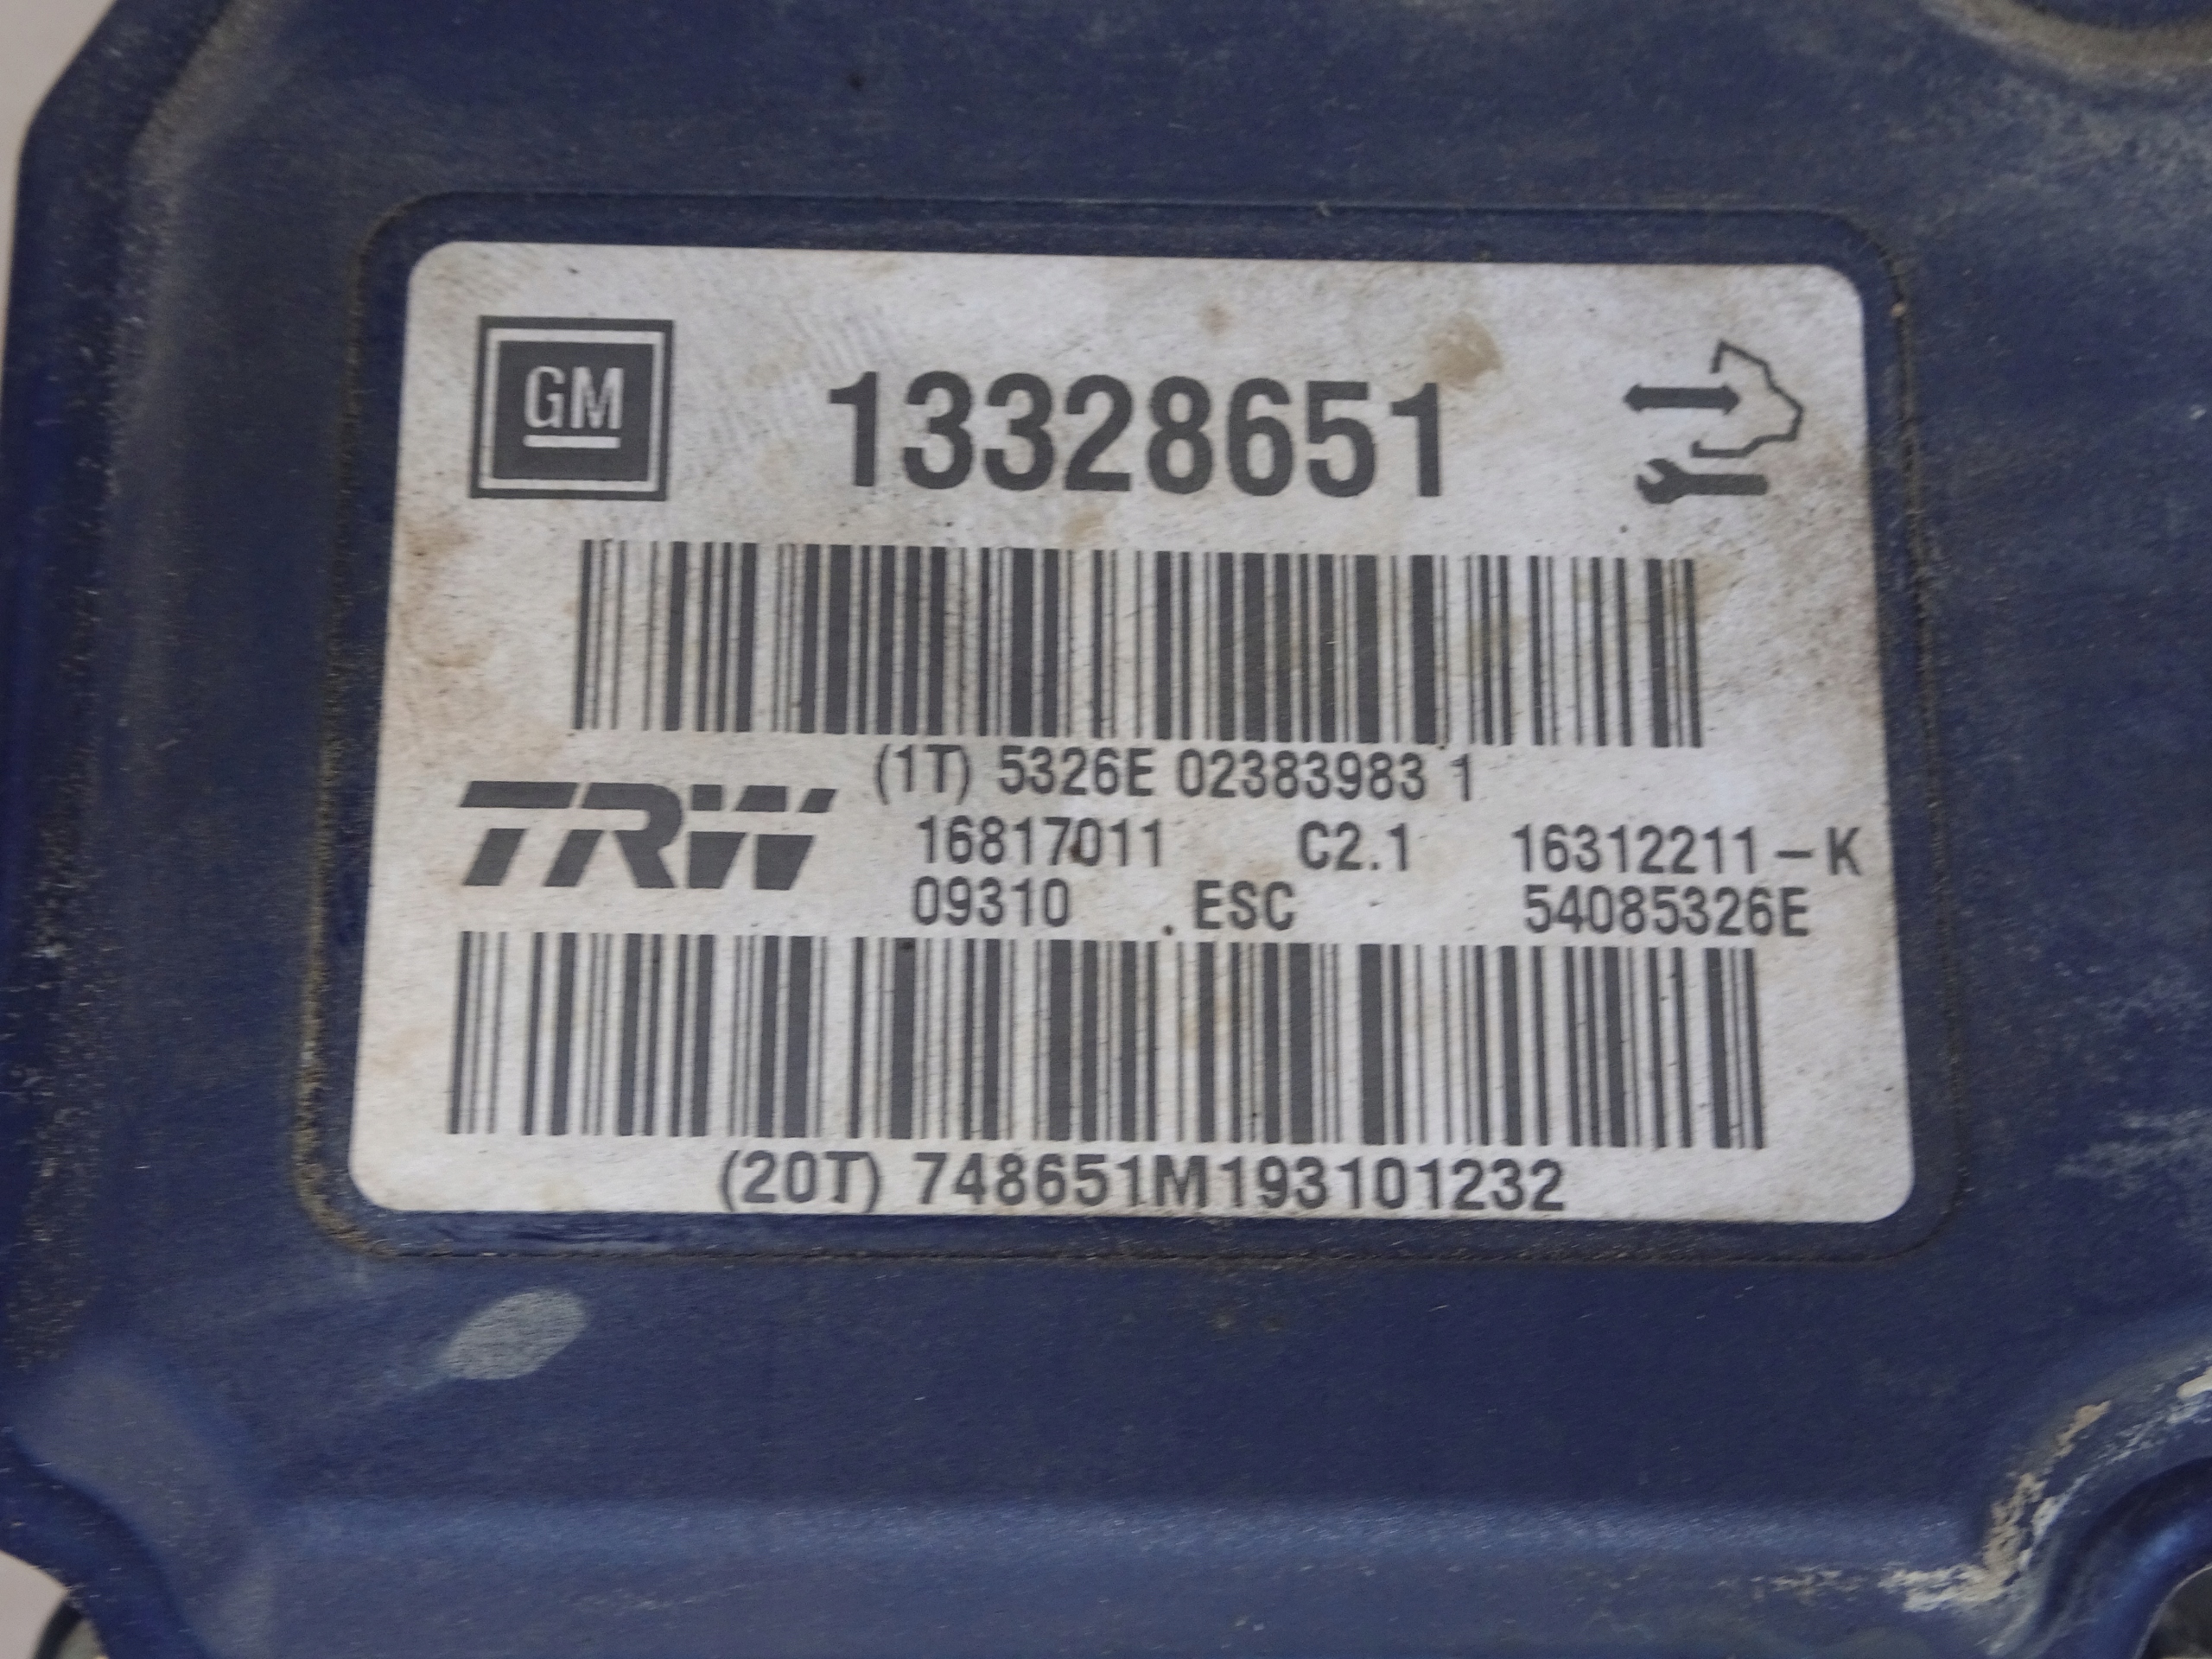 GM
13328651
(1T) 5326E 02383983 1
TRW
16817011 C2.1 16312211-K
09310 .ESC 54085326E
(20T) 748651M193101232